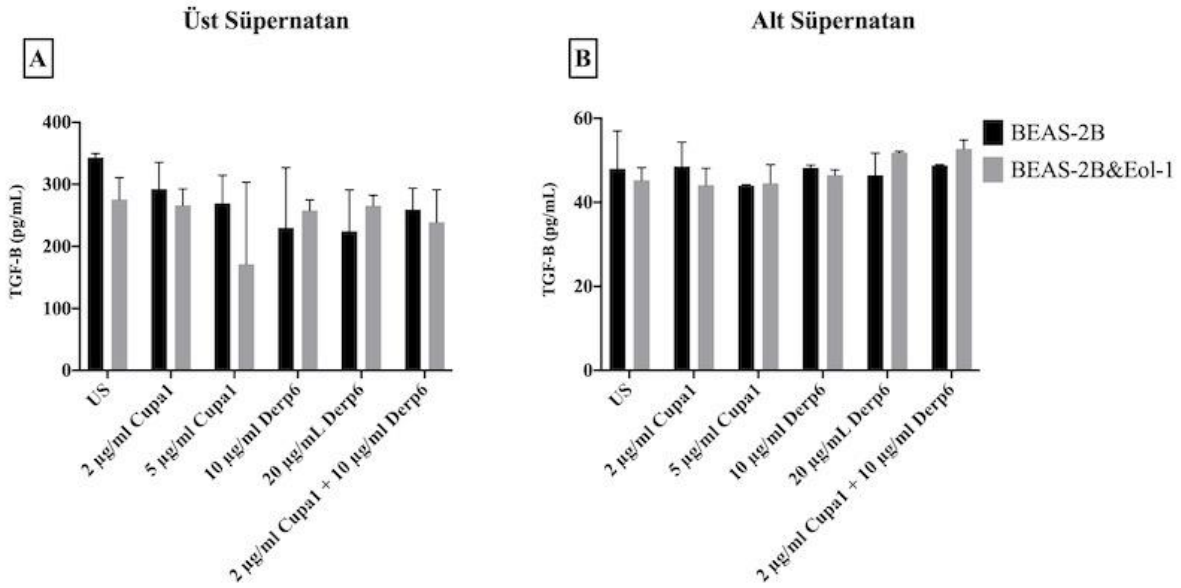 Üst Süpernatan
A
TGF-B (pg/mL)
400
300
200
100
0
US
2 µg/ml Cupa1
5 µg/ml Cupa1
10 µg/ml Derp6
20 µg/mL Derp6
2 µg/ml Cupa1 + 10 µg/ml Derp6
Alt Süpernatan
B
TGF-B (pg/mL)
60
40
20
0
US
2 µg/ml Cupa1
5 µg/ml Cupa1
10 µg/ml Derp6
20 µg/mL Derp6
2 µg/ml Cupa1 + 10 µg/ml Derp6
BEAS-2B
BEAS-2B&Eol-1